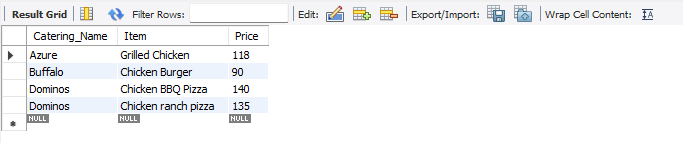 Result Grid Filter Rows: Edit: Export/Import: Wrap Cell Content: IA
Catering_Name Item Price
Azure Grilled Chicken 118
Buffalo Chicken Burger 90
Dominos Chicken BBQ Pizza 140
Dominos Chicken ranch pizza 135
NULL NULL NULL